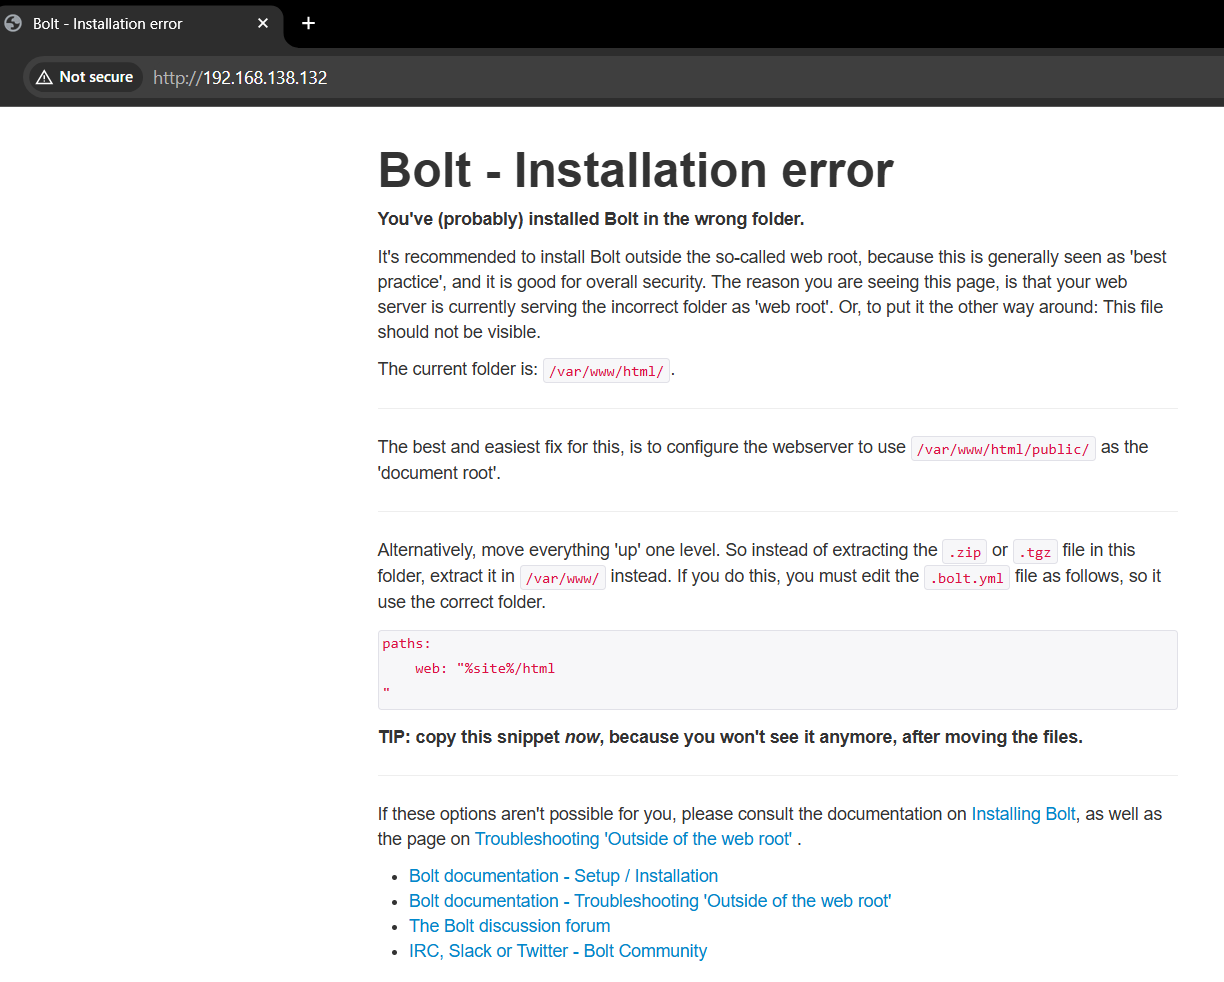 Bolt - Installation error
Not secure http://192.168.138.132
Bolt - Installation error
You've (probably) installed Bolt in the wrong folder.
It's recommended to install Bolt outside the so-called web root, because this is generally seen as 'best
practice', and it is good for overall security. The reason you are seeing this page, is that your web
server is currently serving the incorrect folder as 'web root'. Or, to put it the other way around: This file
should not be visible.
The current folder is: /var/www/html/ .
The best and easiest fix for this, is to configure the webserver to use /var/www/html/public/ as the
'document root'.
Alternatively, move everything 'up' one level. So instead of extracting the .zip or .tgz file in this
folder, extract it in /var/www/ instead. If you do this, you must edit the .bolt.yml file as follows, so it
use the correct folder.
paths:
    web: "%site%/html
"
TIP: copy this snippet now, because you won't see it anymore, after moving the files.
If these options aren't possible for you, please consult the documentation on Installing Bolt, as well as
the page on Troubleshooting 'Outside of the web root' .
• Bolt documentation - Setup / Installation
• Bolt documentation - Troubleshooting 'Outside of the web root'
• The Bolt discussion forum
• IRC, Slack or Twitter - Bolt Community